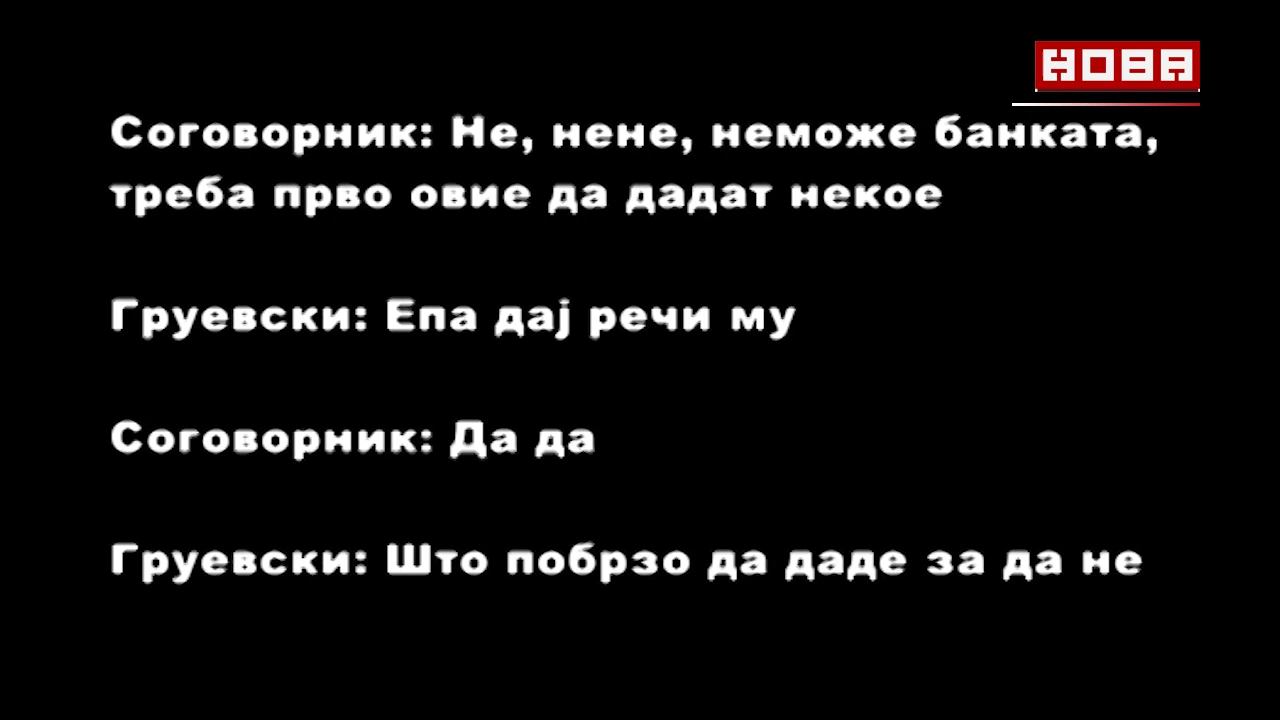 НОВА
Соговорник: Не, нене, неможе банката,
треба прво овие да дадат некое
Груевски: Епа дај речи му
Соговорник: Да да
Груевски: Што побрзо да даде за да не